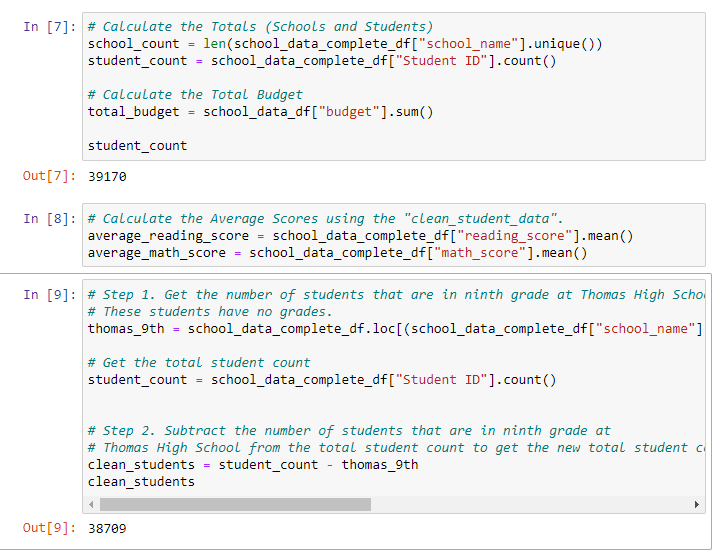 In [7]: # Calculate the Totals (Schools and Students)
school_count = len(school_data_complete_df["school_name"].unique())
student_count = school_data_complete_df["Student ID"].count()
# Calculate the Total Budget
total_budget = school_data_df["budget"].sum()
student_count
Out[7]: 39170
In [8]: # Calculate the Average Scores using the "clean_student_data".
average_reading_score = school_data_complete_df["reading_score"].mean()
average_math_score = school_data_complete_df["math_score"].mean()
In [9]: # Step 1. Get the number of students that are in ninth grade at Thomas High Schoo
# These students have no grades.
thomas_9th = school_data_complete_df.loc[(school_data_complete_df["school_name"]
# Get the total student count
student_count = school_data_complete_df["Student ID"].count()
# Step 2. Subtract the number of students that are in ninth grade at
# Thomas High School from the total student count to get the new total student c
clean_students = student_count - thomas_9th
clean_students
Out[9]: 38709